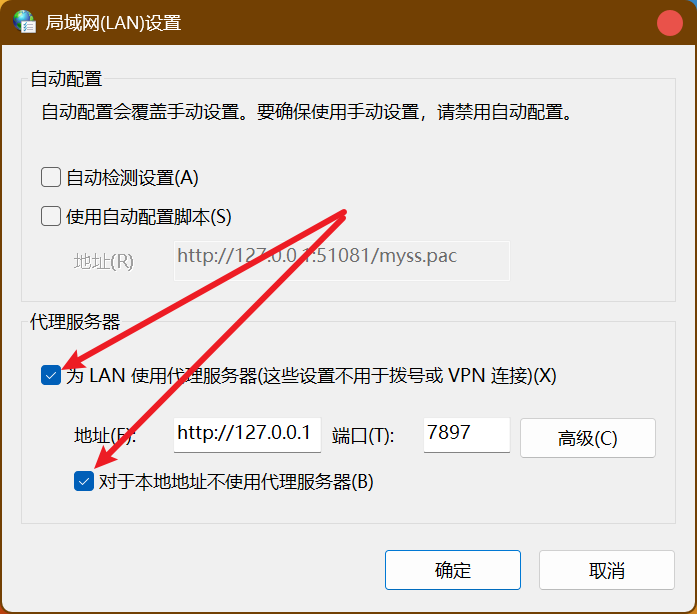 局域网(LAN)设置
自动配置
自动配置会覆盖手动设置。要确保使用手动设置，请禁用自动配置。
自动检测设置(A)
使用自动配置脚本(S)
地址(R) http://127.0.0.1:51081/myss.pac
代理服务器
为 LAN 使用代理服务器(这些设置不用于拨号或 VPN 连接)(X)
地址(E): http://127.0.0.1 端口(T): 7897 高级(C)
对于本地地址不使用代理服务器(B)
确定 取消